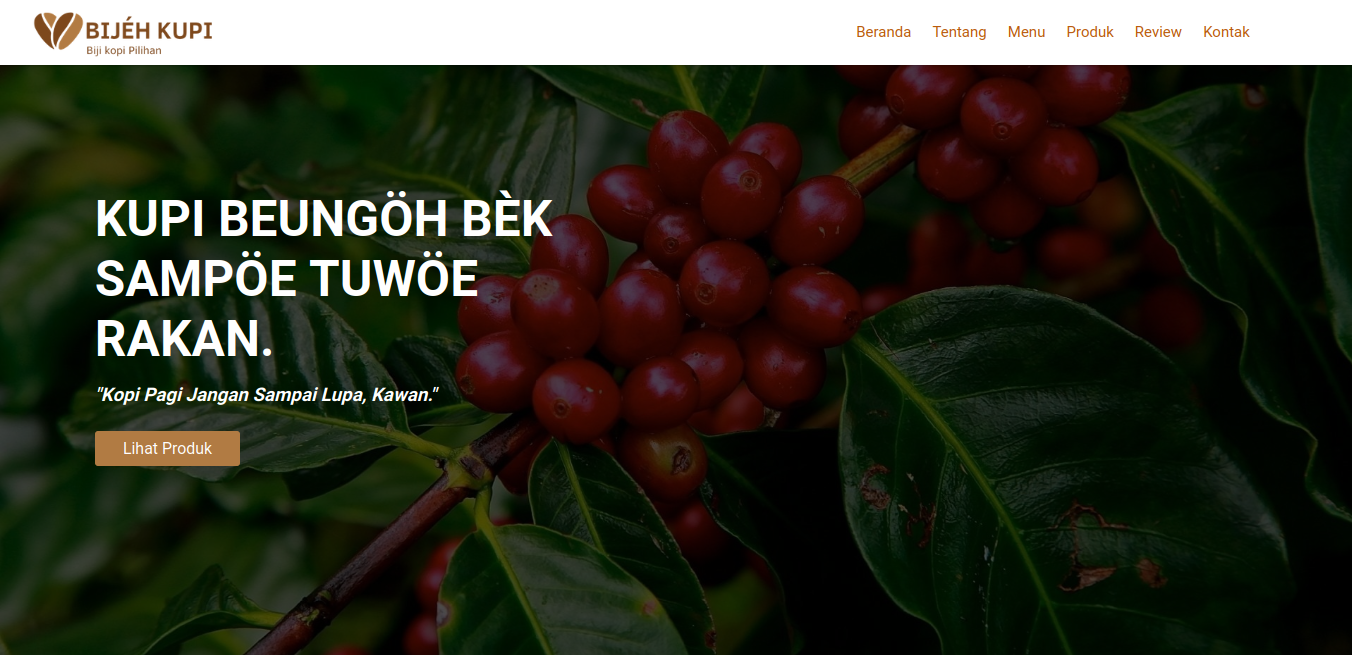 BIJÉH KUPI
Biji kopi Pilihan
Beranda Tentang Menu Produk Review Kontak
KUPI BEUNGÖH BÈK
SAMPÖE TUWÖE
RAKAN.
"Kopi Pagi Jangan Sampai Lupa, Kawan."
Lihat Produk